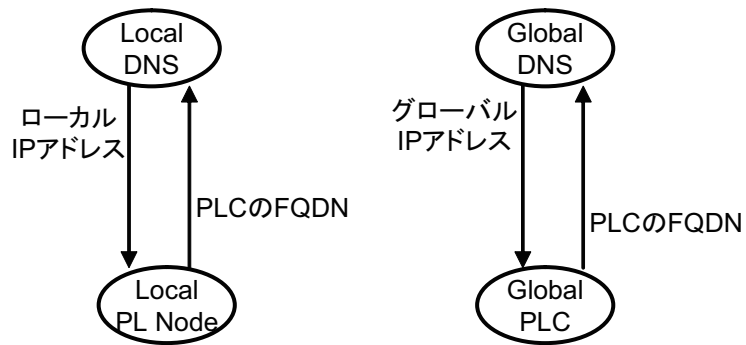 Local
DNS
ローカル
IPアドレス
PLCのFQDN
Local
PL Node
Global
DNS
グローバル
IPアドレス
PLCのFQDN
Global
PLC